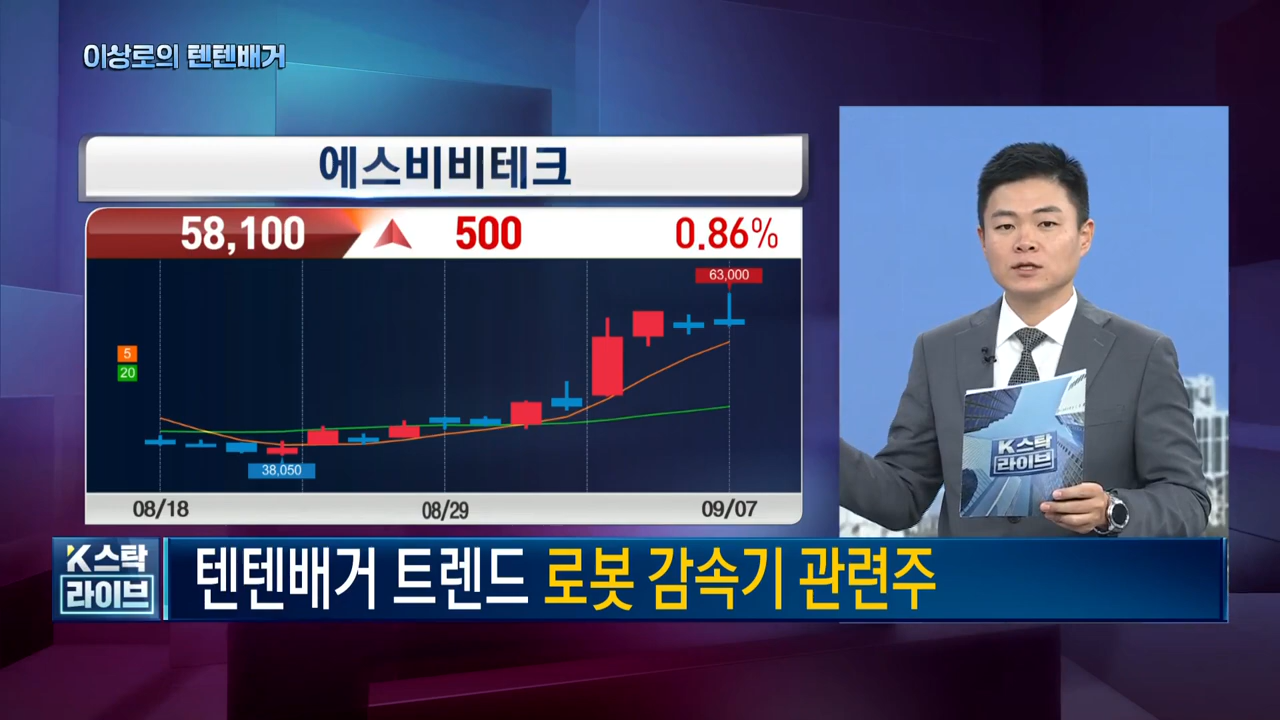 이상로의 텐텐배거
에스비비테크
58,100 ▲ 500 0.86%
63,000
5
20
38,050
08/18 08/29 09/07
K스탁
라이브
K스탁
라이브
텐텐배거 트렌드 로봇 감속기 관련주